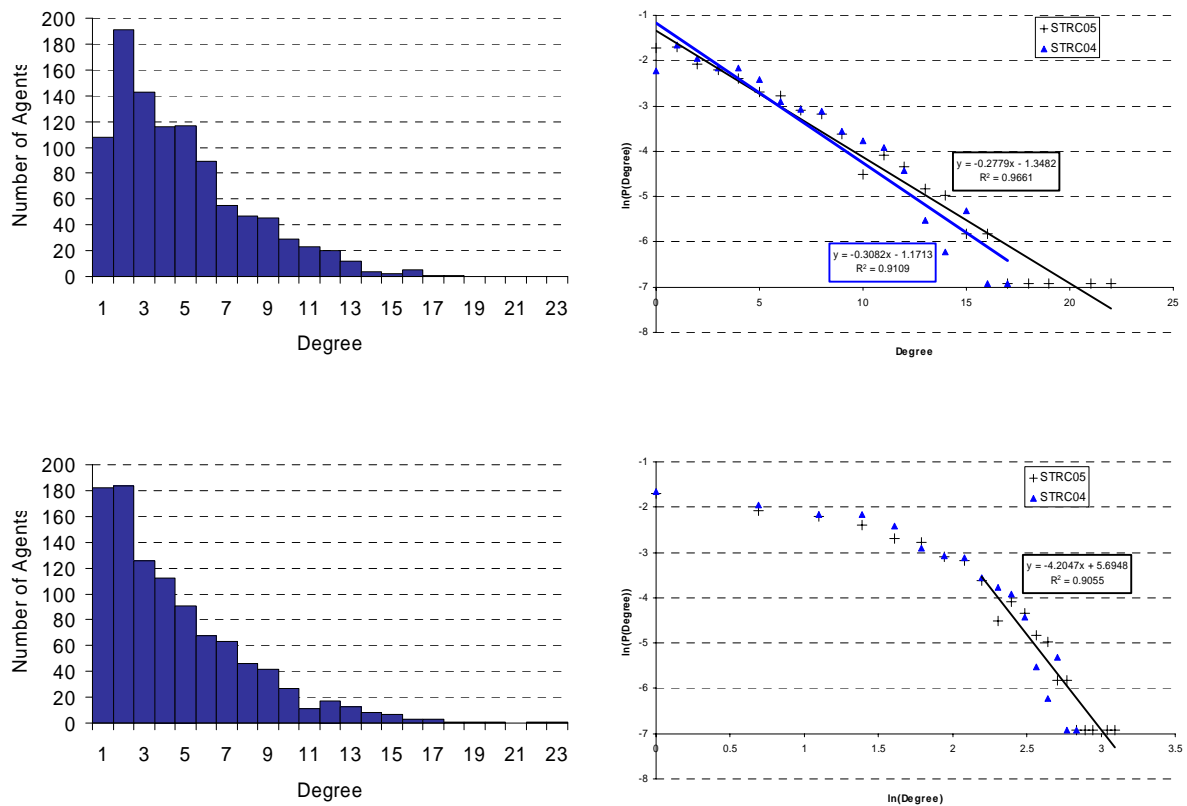 200
180
160
140
120
100
80
60
40
20
0
Number of Agents
1 3 5 7 9 11 13 15 17 19 21 23
Degree
-1
-2
-3
-4
-5
-6
-7
-8
ln(P(Degree))
STRC05
STRC04
y = -0.2779x - 1.3482
R² = 0.9661
y = -0.3082x - 1.1713
R² = 0.9109
0 5 10 15 20 25
Degree
200
180
160
140
120
100
80
60
40
20
0
Number of Agents
1 3 5 7 9 11 13 15 17 19 21 23
Degree
-1
-2
-3
-4
-5
-6
-7
-8
ln(P(Degree))
STRC05
STRC04
y = -4.2047x + 5.6948
R² = 0.9055
0 0.5 1 1.5 2 2.5 3 3.5
ln(Degree)